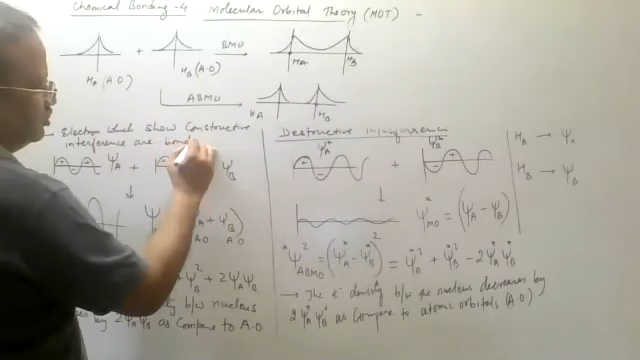 Chemical Bonding-4 Molecular Orbital Theory (MOT) -
+ BMO
HA (A·O) HB (A·O) HA HB
ABMO
HA HB
Electron which show Constructive
interference are bon
ψA + ψB
ψ ψA + ψB)
A·O A·O
ψB² + 2ψAψB
b/w nucleus
by 2ψAψB as Compare to A·O
Destructive
ψA* + ψB*
ψ*MO = (ψA - ψB)
*ψ²ABMO = (ψA* - ψB*)² = ψA*² + ψB*² - 2ψA*ψB*
→ The e⁻ density b/w the nucleus decreases by
2ψA*ψB* as Compare to atomic orbitals (A·O)
HA → ψA
HB → ψB